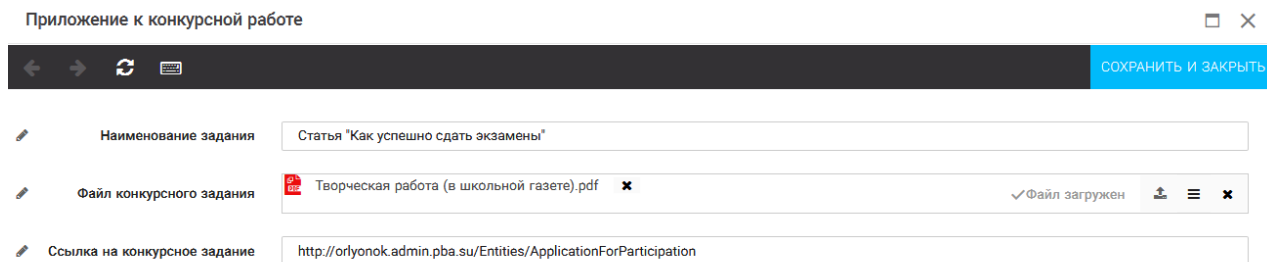 Приложение к конкурсной работе
СОХРАНИТЬ И ЗАКРЫТЬ
Наименование задания Статья "Как успешно сдать экзамены"
Файл конкурсного задания Творческая работа (в школьной газете).pdf Файл загружен
Ссылка на конкурсное задание http://orlyonok.admin.pba.su/Entities/ApplicationForParticipation